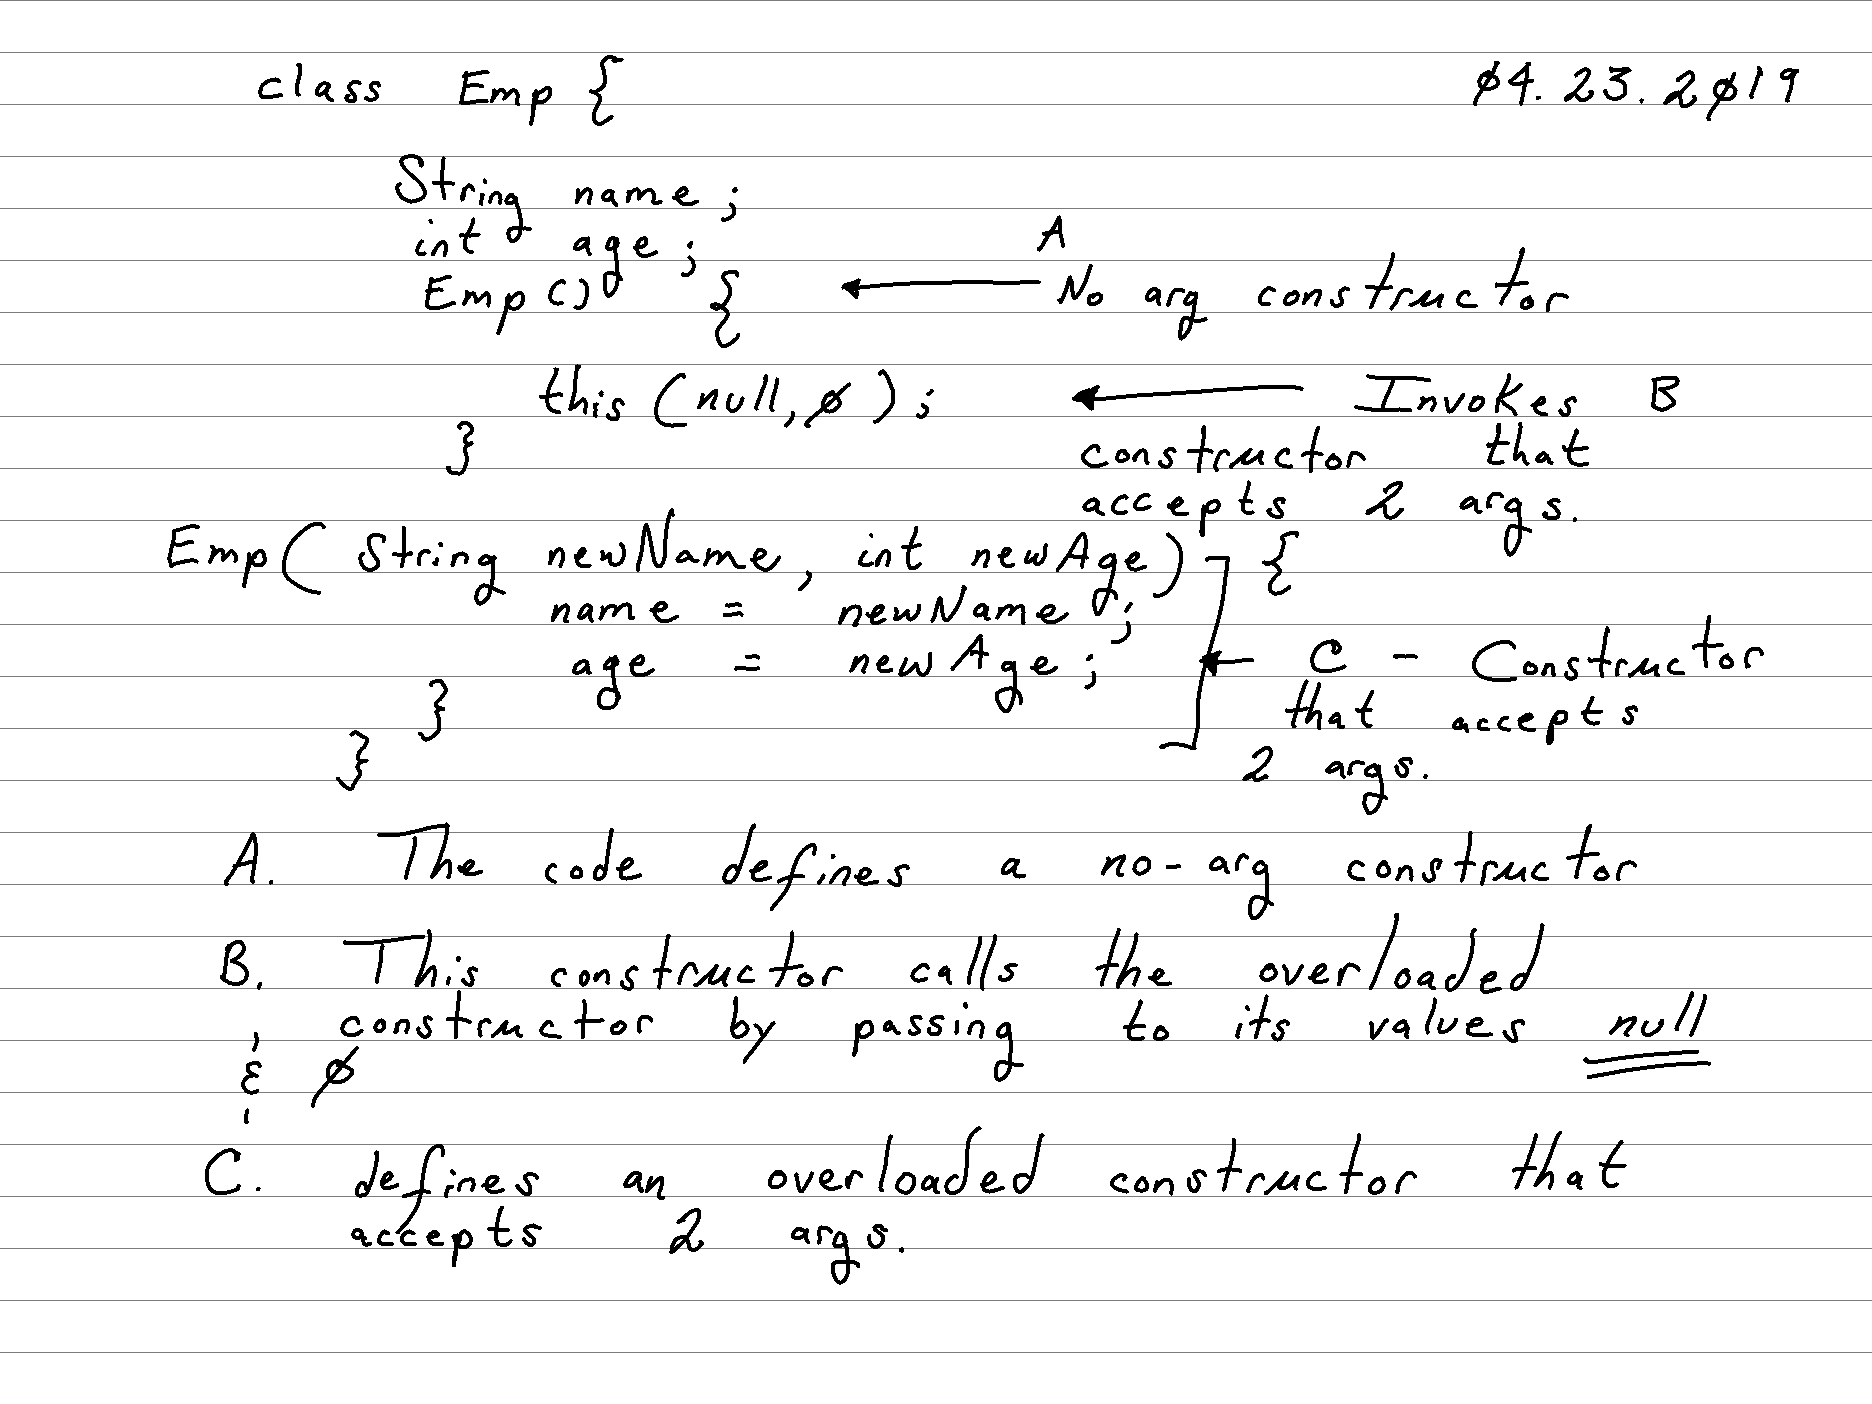 class Emp { 04.23.2019
String name;
int age;
A
Emp() { No arg constructor
this(null,0); Invokes B
} constructor that
accepts 2 args.
Emp( String newName, int newAge) {
name = newName;
age = newAge; C - Constructor
} that accepts
} 2 args.
A. The code defines a no-arg constructor
B. This constructor calls the overloaded
constructor by passing to its values null
& 0
C. defines an overloaded constructor that
accepts 2 args.